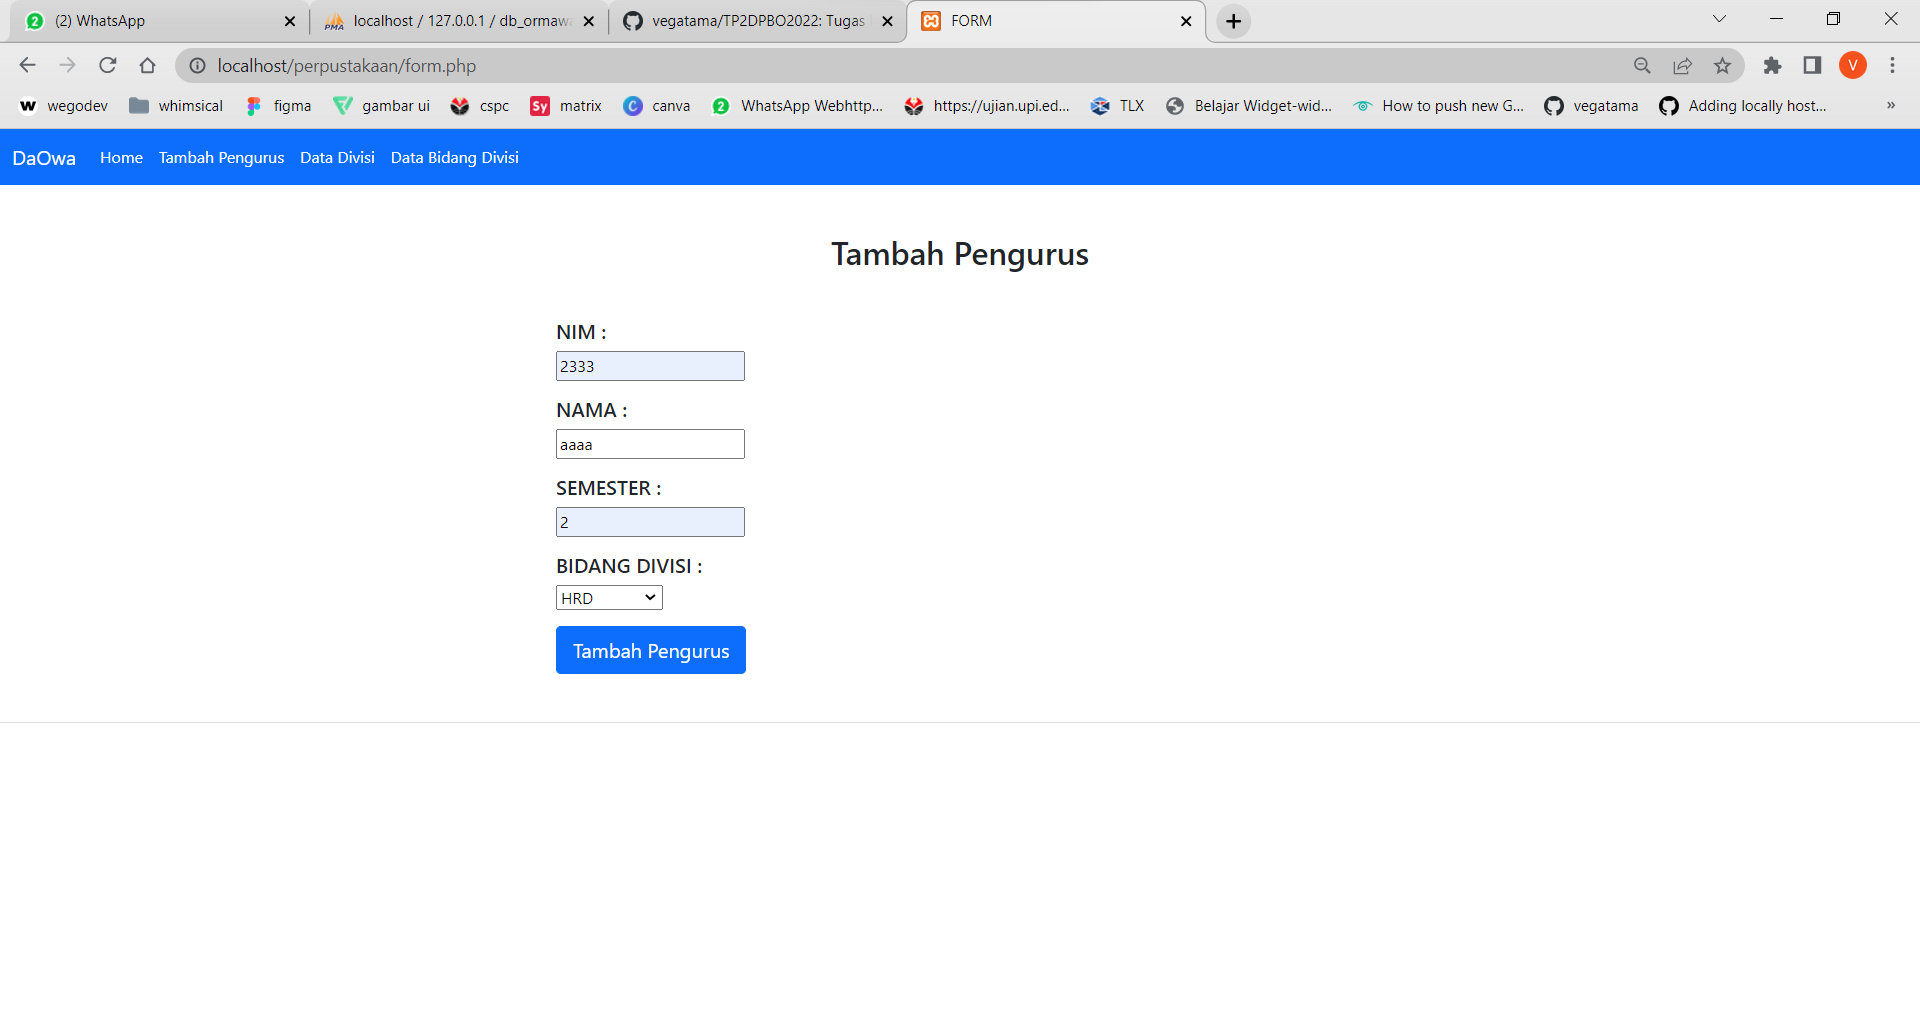 (2) WhatsApp
localhost / 127.0.0.1 / db_ormaw
vegatama/TP2DPBO2022: Tugas
FORM
localhost/perpustakaan/form.php
V
wegodev
whimsical
figma
gambar ui
cspc
Sy matrix
C canva
2 WhatsApp Webhttp...
https://ujian.upi.ed...
TLX
Belajar Widget-wid...
How to push new G...
vegatama
Adding locally host...
»
DaOwa Home Tambah Pengurus Data Divisi Data Bidang Divisi
Tambah Pengurus
NIM :
2333
NAMA :
aaaa
SEMESTER :
2
BIDANG DIVISI :
HRD
Tambah Pengurus